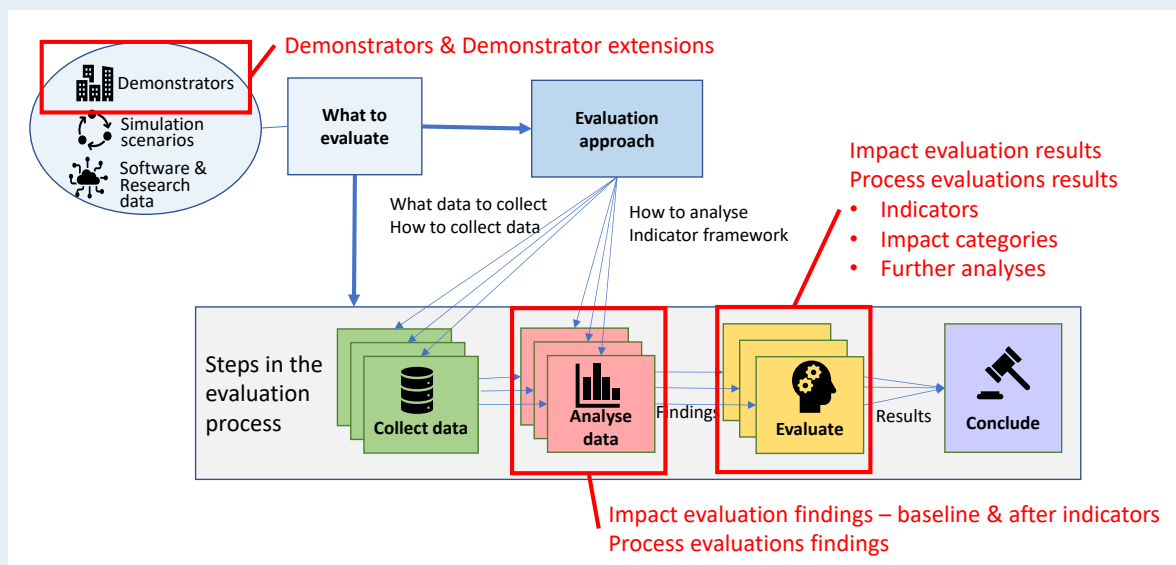 Demonstrators & Demonstrator extensions
Demonstrators
Simulation
scenarios
Software &
Research
data
What to
evaluate
Evaluation
approach
What data to collect
How to collect data
How to analyse
Indicator framework
Impact evaluation results
Process evaluations results
• Indicators
• Impact categories
• Further analyses
Steps in the
evaluation
process
Collect data
Analyse
data
Findings
Evaluate
Results
Conclude
Impact evaluation findings – baseline & after indicators
Process evaluations findings